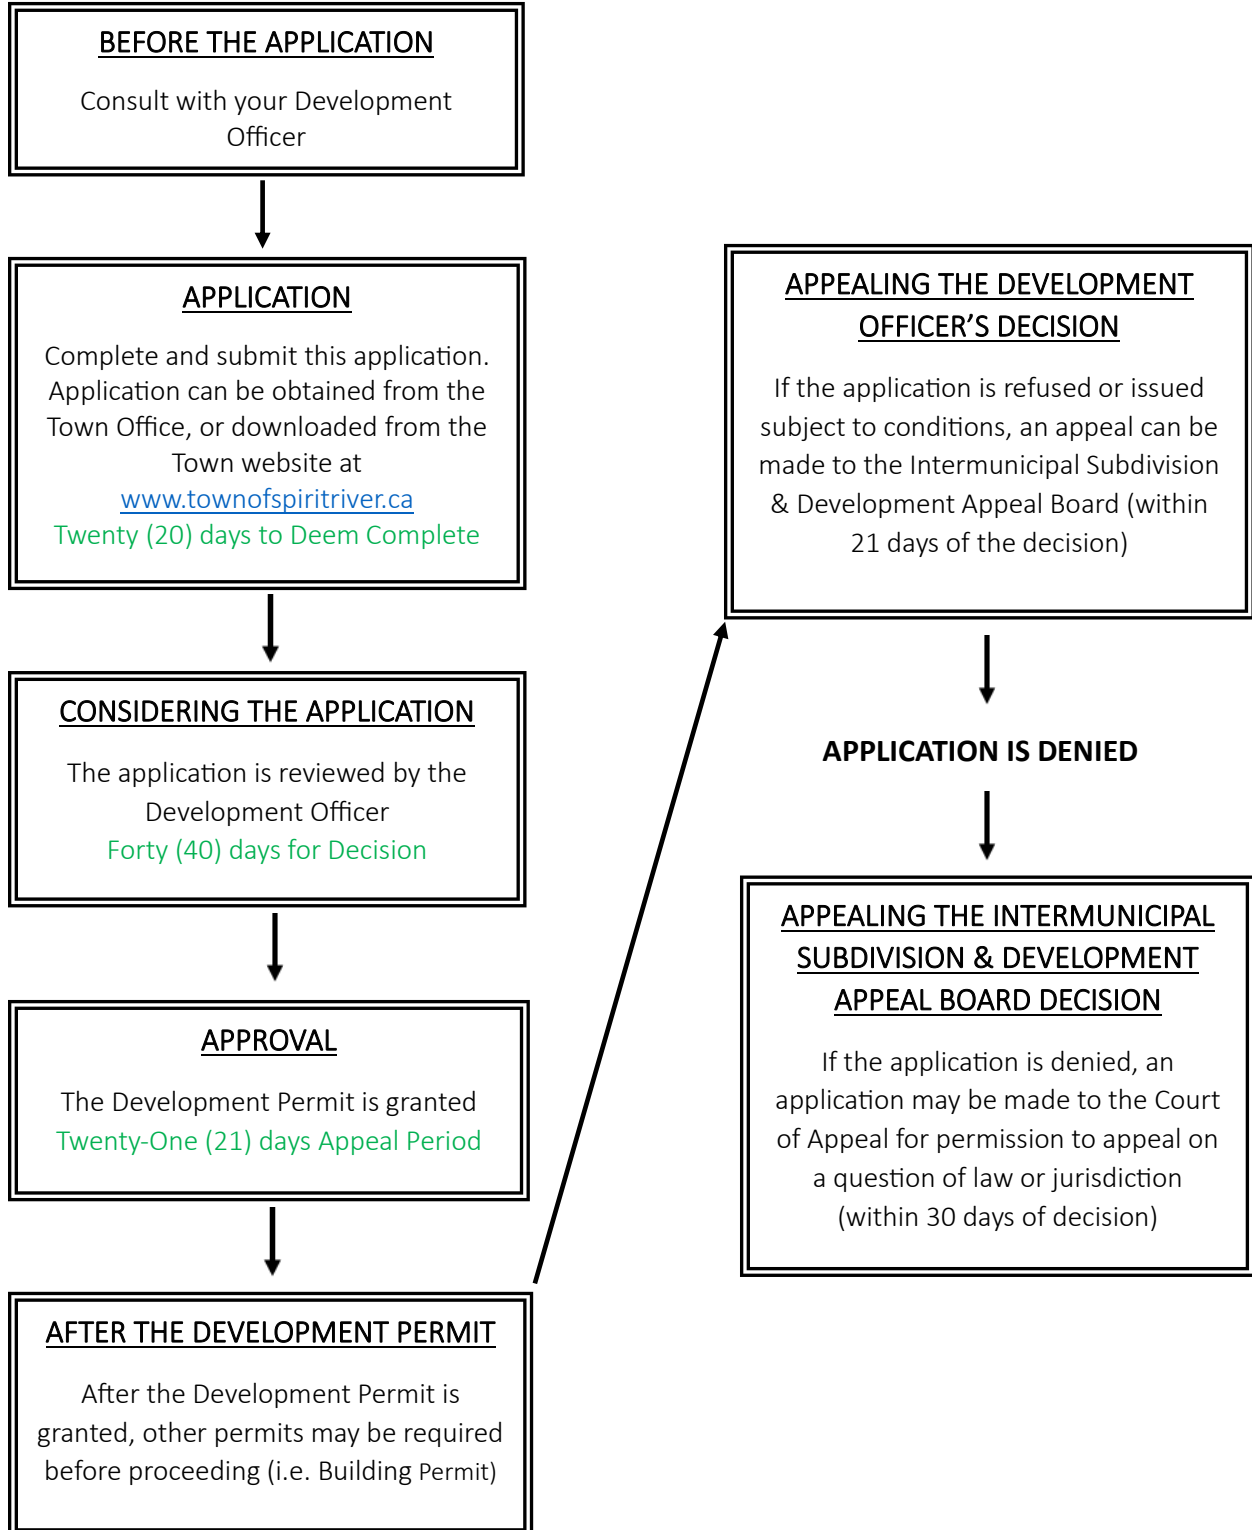 BEFORE THE APPLICATION
Consult with your Development
Officer
APPLICATION
Complete and submit this application.
Application can be obtained from the
Town Office, or downloaded from the
Town website at
www.townofspiritriver.ca
Twenty (20) days to Deem Complete
CONSIDERING THE APPLICATION
The application is reviewed by the
Development Officer
Forty (40) days for Decision
APPROVAL
The Development Permit is granted
Twenty-One (21) days Appeal Period
AFTER THE DEVELOPMENT PERMIT
After the Development Permit is
granted, other permits may be required
before proceeding (i.e. Building Permit)
APPEALING THE DEVELOPMENT
OFFICER’S DECISION
If the application is refused or issued
subject to conditions, an appeal can be
made to the Intermunicipal Subdivision
& Development Appeal Board (within
21 days of the decision)
APPLICATION IS DENIED
APPEALING THE INTERMUNICIPAL
SUBDIVISION & DEVELOPMENT
APPEAL BOARD DECISION
If the application is denied, an
application may be made to the Court
of Appeal for permission to appeal on
a question of law or jurisdiction
(within 30 days of decision)